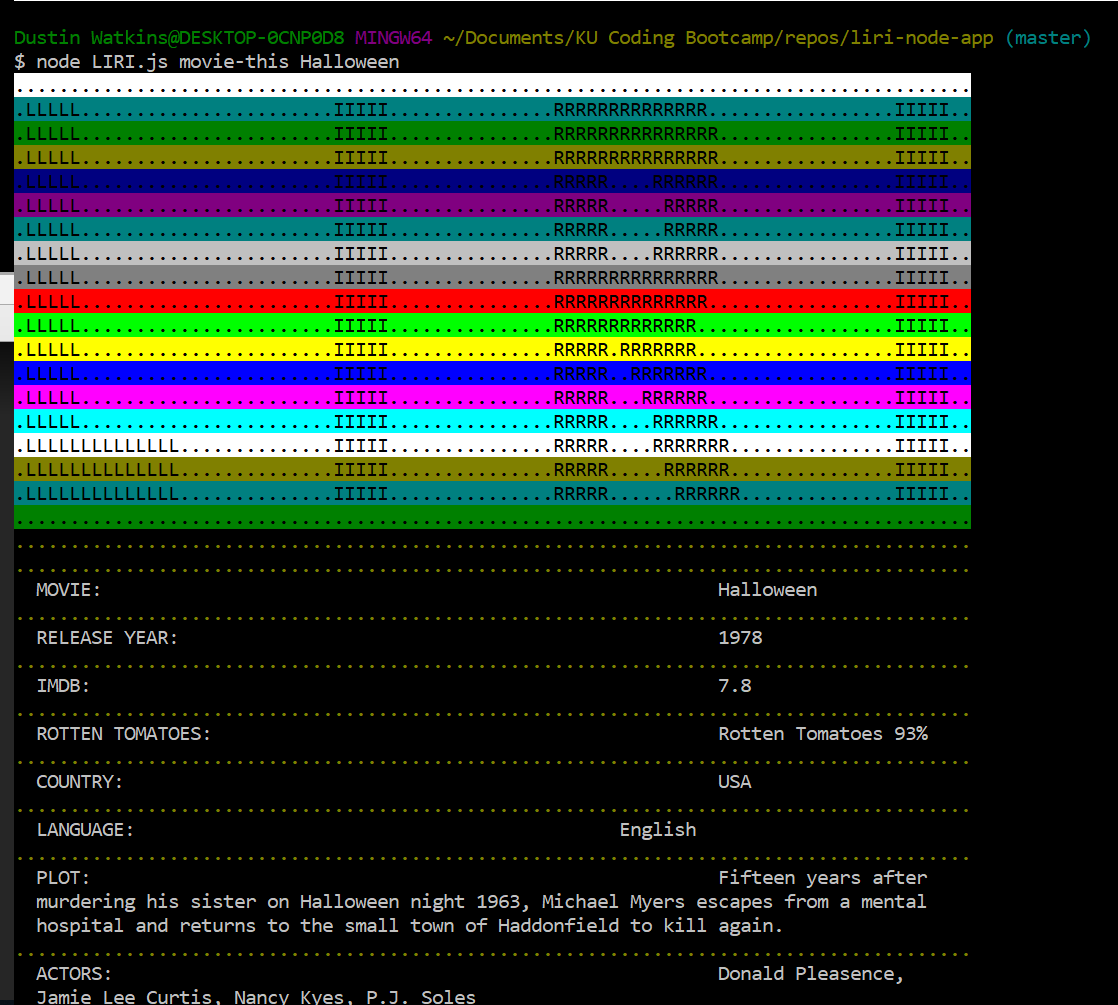 Dustin Watkins@DESKTOP-0CNP0D8 MINGW64 ~/Documents/KU Coding Bootcamp/repos/liri-node-app (master)
$ node LIRI.js movie-this Halloween
.......................................................................................
.LLLLL.......................IIIII...............RRRRRRRRRRRRRR.................IIIII..
.LLLLL.......................IIIII...............RRRRRRRRRRRRRRR................IIIII..
.LLLLL.......................IIIII...............RRRRRRRRRRRRRRR................IIIII..
.LLLLL.......................IIIII...............RRRRR....RRRRRR................IIIII..
.LLLLL.......................IIIII...............RRRRR.....RRRRR................IIIII..
.LLLLL.......................IIIII...............RRRRR.....RRRRR................IIIII..
.LLLLL.......................IIIII...............RRRRR....RRRRRR................IIIII..
.LLLLL.......................IIIII...............RRRRRRRRRRRRRRR................IIIII..
.LLLLL.......................IIIII...............RRRRRRRRRRRRRR.................IIIII..
.LLLLL.......................IIIII...............RRRRRRRRRRRRR..................IIIII..
.LLLLL.......................IIIII...............RRRRR.RRRRRRR..................IIIII..
.LLLLL.......................IIIII...............RRRRR..RRRRRRR.................IIIII..
.LLLLL.......................IIIII...............RRRRR...RRRRRR.................IIIII..
.LLLLL.......................IIIII...............RRRRR....RRRRRR................IIIII..
.LLLLLLLLLLLLLL..............IIIII...............RRRRR....RRRRRRR...............IIIII..
.LLLLLLLLLLLLLL..............IIIII...............RRRRR.....RRRRRR...............IIIII..
.LLLLLLLLLLLLLL..............IIIII...............RRRRR......RRRRRR..............IIIII..
.......................................................................................
.......................................................................................
.......................................................................................
MOVIE: Halloween
.......................................................................................
RELEASE YEAR: 1978
.......................................................................................
IMDB: 7.8
.......................................................................................
ROTTEN TOMATOES: Rotten Tomatoes 93%
.......................................................................................
COUNTRY: USA
.......................................................................................
LANGUAGE: English
.......................................................................................
PLOT: Fifteen years after
murdering his sister on Halloween night 1963, Michael Myers escapes from a mental
hospital and returns to the small town of Haddonfield to kill again.
.......................................................................................
ACTORS: Donald Pleasence,
Jamie Lee Curtis, Nancy Kyes, P.J. Soles